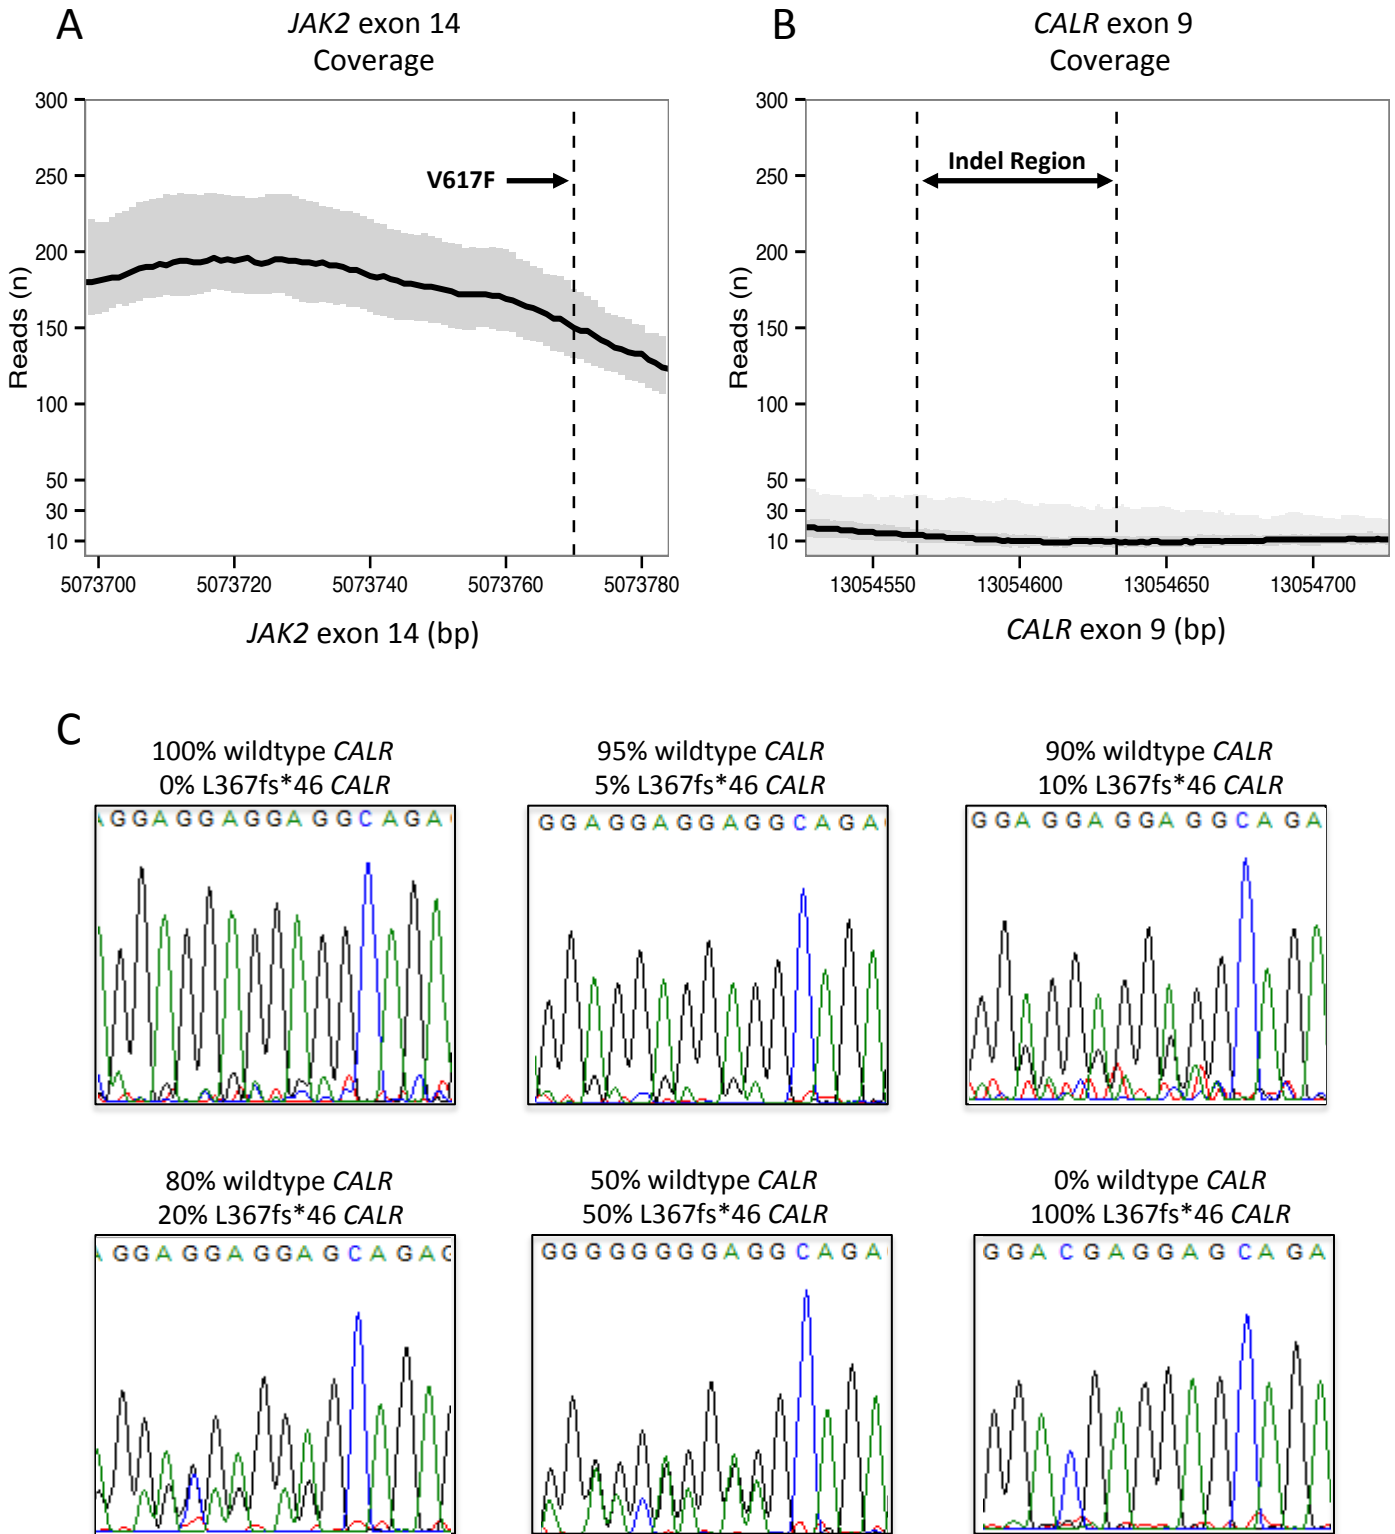 A
JAK2 exon 14
Coverage
300
250
200
150
100
50
30
10
Reads (n)
V617F
5073700 5073720 5073740 5073760 5073780
JAK2 exon 14 (bp)
B
CALR exon 9
Coverage
300
250
200
150
100
50
30
10
Reads (n)
Indel Region
13054550 13054600 13054650 13054700
CALR exon 9 (bp)
C
100% wildtype CALR
0% L367fs*46 CALR
AGGAGGAGGAGGCAGA
95% wildtype CALR
5% L367fs*46 CALR
GGAGGAGGAGGCAGA
90% wildtype CALR
10% L367fs*46 CALR
GGAGGAGGAGGCAGA
80% wildtype CALR
20% L367fs*46 CALR
AGGAGGAGGAGCAGAG
50% wildtype CALR
50% L367fs*46 CALR
GGGGGGGGAGGCAGA
0% wildtype CALR
100% L367fs*46 CALR
GGACGAGGAGCAGA